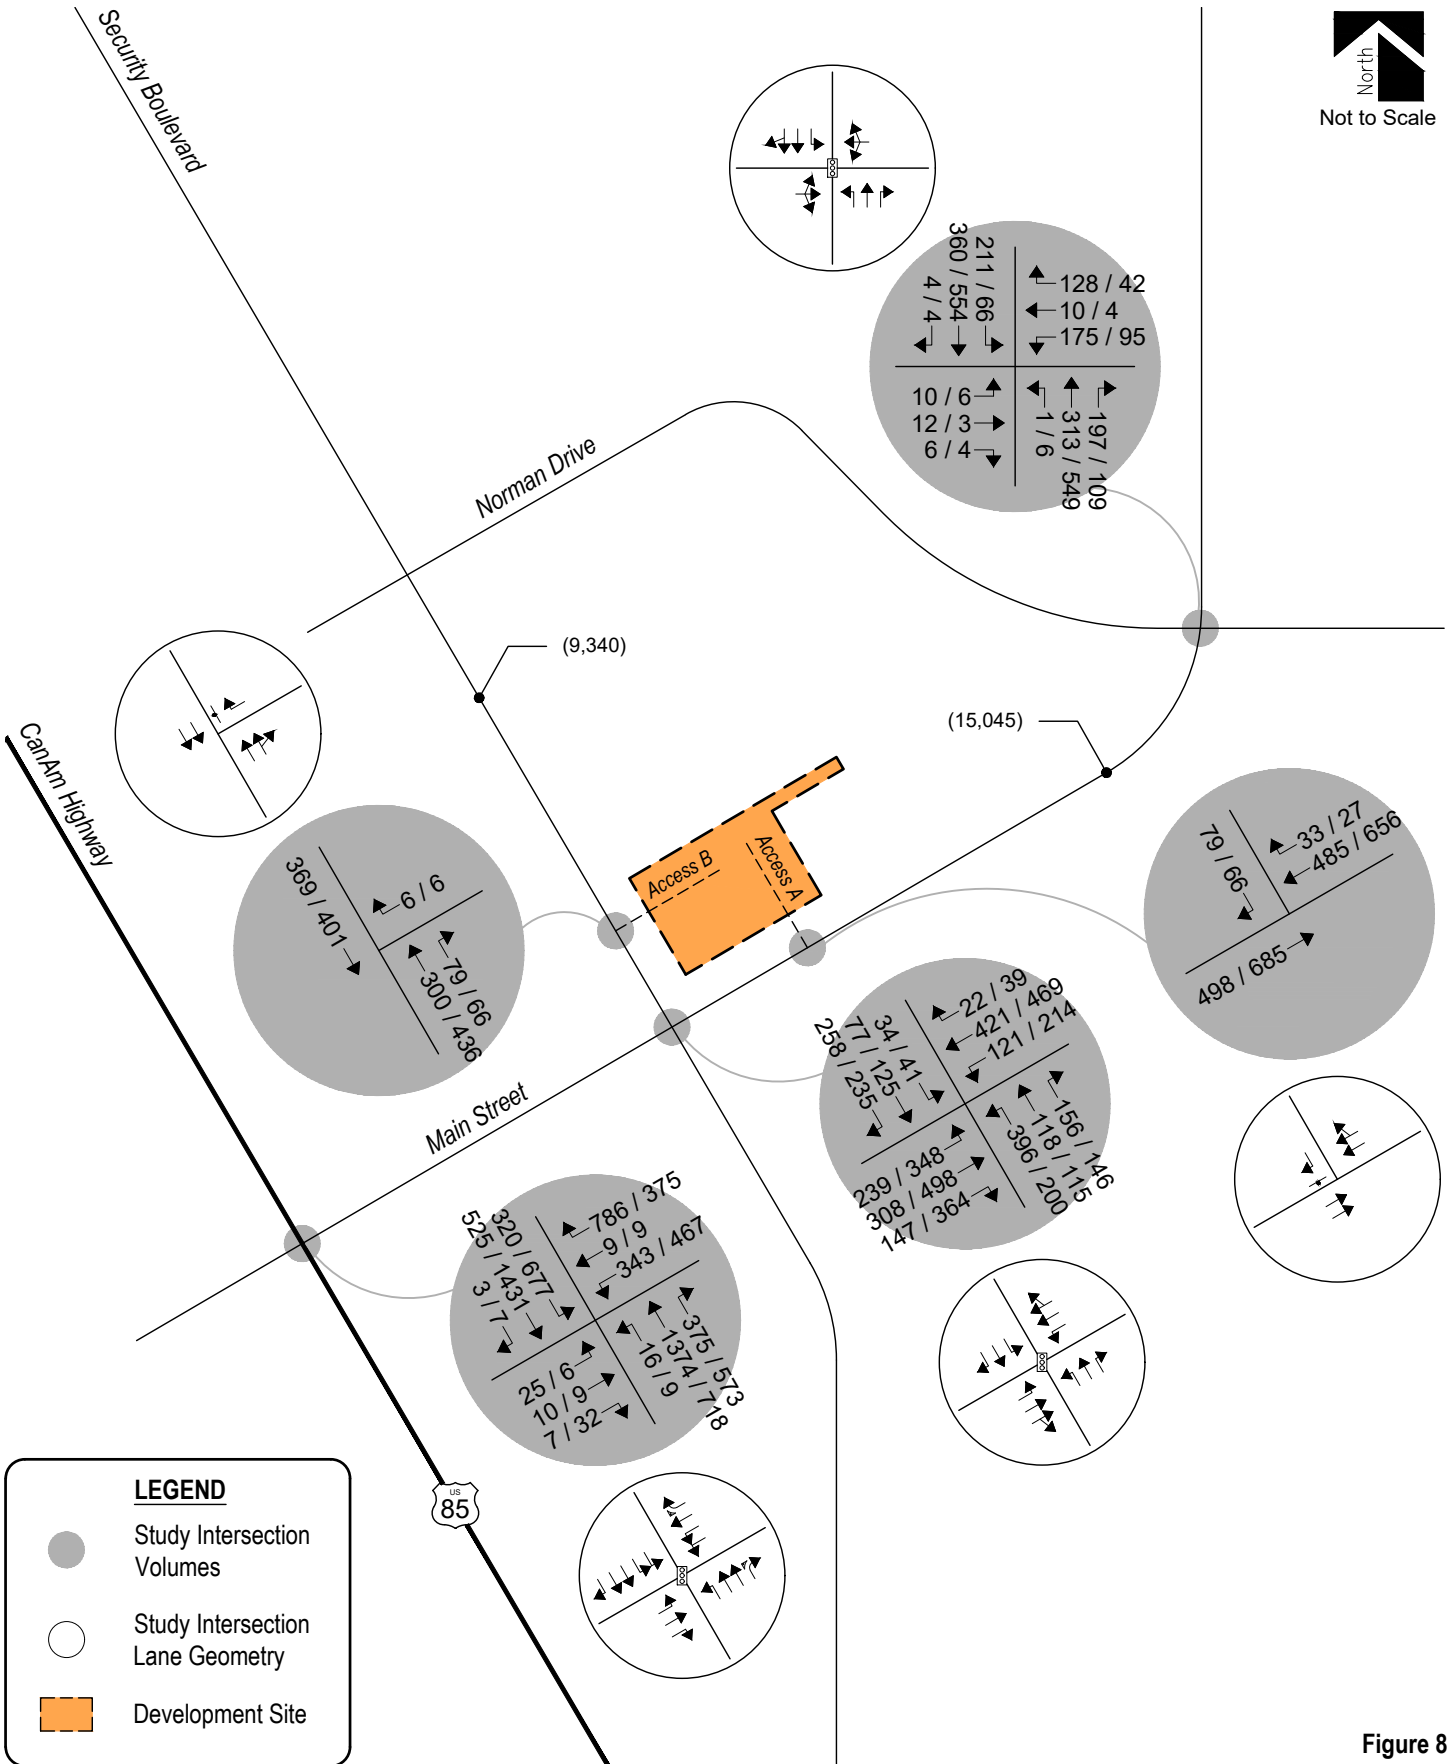 Security Boulevard
North
Not to Scale
211 / 66
360 / 554
4 / 4
128 / 42
10 / 4
175 / 95
10 / 6
12 / 3
6 / 4
197 / 109
313 / 549
1 / 6
Norman Drive
(9,340)
(15,045)
CanAm Highway
Access B
Access A
369 / 401
6 / 6
79 / 66
300 / 436
79 / 66
33 / 27
485 / 656
498 / 685
34 / 41
77 / 125
258 / 235
22 / 39
421 / 469
121 / 214
239 / 348
308 / 498
147 / 364
156 / 146
118 / 115
396 / 200
Main Street
320 / 677
525 / 1431
3 / 7
786 / 375
9 / 9
343 / 467
25 / 6
10 / 9
7 / 32
375 / 573
1374 / 718
16 / 9
US
85
LEGEND
Study Intersection
Volumes
Study Intersection
Lane Geometry
Development Site
Figure 8